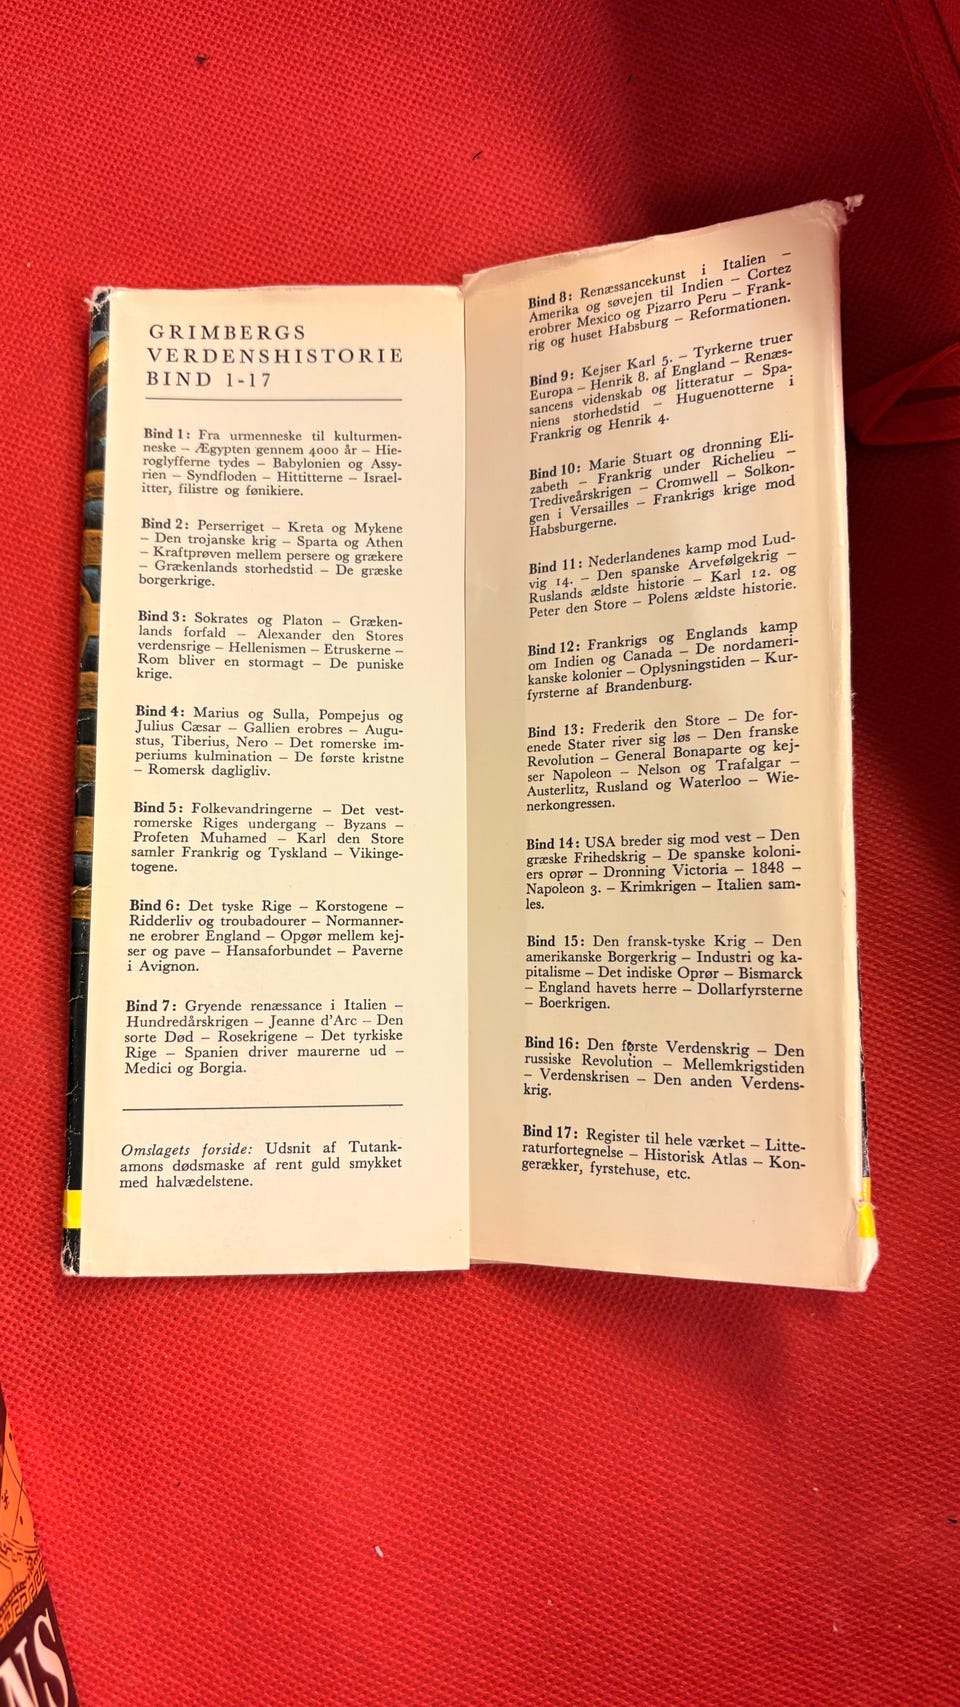 GRIMBERGS
VERDENSHISTORIE
BIND 1-17
Bind 1: Fra urmenneske til kulturmen-
neske – Ægypten gennem 4000 år – Hie-
roglyfferne tydes – Babylonien og Assy-
rien – Syndfloden – Hittitterne – Israel-
itter, filistre og fønikiere.
Bind 2: Perserriget – Kreta og Mykene
– Den trojanske krig – Sparta og Athen
– Kraftprøven mellem persere og grækere
– Grækenlands storhedstid – De græske
borgerkrige.
Bind 3: Sokrates og Platon – Græken-
lands forfald – Alexander den Stores
verdensrige – Hellenismen – Etruskerne –
Rom bliver en stormagt – De puniske
krige.
Bind 4: Marius og Sulla, Pompejus og
Julius Cæsar – Gallien erobres – Augu-
stus, Tiberius, Nero – Det romerske im-
periums kulmination – De første kristne
– Romersk dagligliv.
Bind 5: Folkevandringerne – Det vest-
romerske Riges undergang – Byzans –
Profeten Muhamed – Karl den Store
samler Frankrig og Tyskland – Vikinge-
togene.
Bind 6: Det tyske Rige – Korstogene –
Ridderliv og troubadourer – Normanner-
ne erobrer England – Opgør mellem kej-
ser og pave – Hansaforbundet – Paverne
i Avignon.
Bind 7: Gryende renæssance i Italien –
Hundredårskrigen – Jeanne d'Arc – Den
sorte Død – Rosekrigene – Det tyrkiske
Rige – Spanien driver maurerne ud –
Medici og Borgia.
Omslagets forside: Udsnit af Tutank-
amons dødsmaske af rent guld smykket
med halvædelstene.
Bind 8: Renæssancekunst i Italien –
Amerika og søvejen til Indien – Cortez
erobrer Mexico og Pizarro Peru – Frank-
rig og huset Habsburg – Reformationen.
Bind 9: Kejser Karl 5. – Tyrkerne truer
Europa – Henrik 8. af England – Renæs-
sancens videnskab og litteratur – Spa-
niens storhedstid – Huguenotterne i
Frankrig og Henrik 4.
Bind 10: Marie Stuart og dronning Eli-
zabeth – Frankrig under Richelieu –
Trediveårskrigen – Cromwell – Solkon-
gen i Versailles – Frankrigs krige mod
Habsburgerne.
Bind 11: Nederlandenes kamp mod Lud-
vig 14. – Den spanske Arvefølgekrig –
Ruslands ældste historie – Karl 12. og
Peter den Store – Polens ældste historie.
Bind 12: Frankrigs og Englands kamp
om Indien og Canada – De nordameri-
kanske kolonier – Oplysningstiden – Kur-
fyrsterne af Brandenburg.
Bind 13: Frederik den Store – De for-
enede Stater river sig løs – Den franske
Revolution – General Bonaparte og kej-
ser Napoleon – Nelson og Trafalgar –
Austerlitz, Rusland og Waterloo – Wie-
nerkongressen.
Bind 14: USA breder sig mod vest – Den
græske Frihedskrig – De spanske koloni-
ers oprør – Dronning Victoria – 1848 –
Napoleon 3. – Krimkrigen – Italien sam-
les.
Bind 15: Den fransk-tyske Krig – Den
amerikanske Borgerkrig – Industri og ka-
pitalisme – Det indiske Oprør – Bismarck
– England havets herre – Dollarfyrsterne
– Boerkrigen.
Bind 16: Den første Verdenskrig – Den
russiske Revolution – Mellemkrigstiden
– Verdenskrisen – Den anden Verdens-
krig.
Bind 17: Register til hele værket – Litte-
raturfortegnelse – Historisk Atlas – Kon-
gerækker, fyrstehuse, etc.
NS